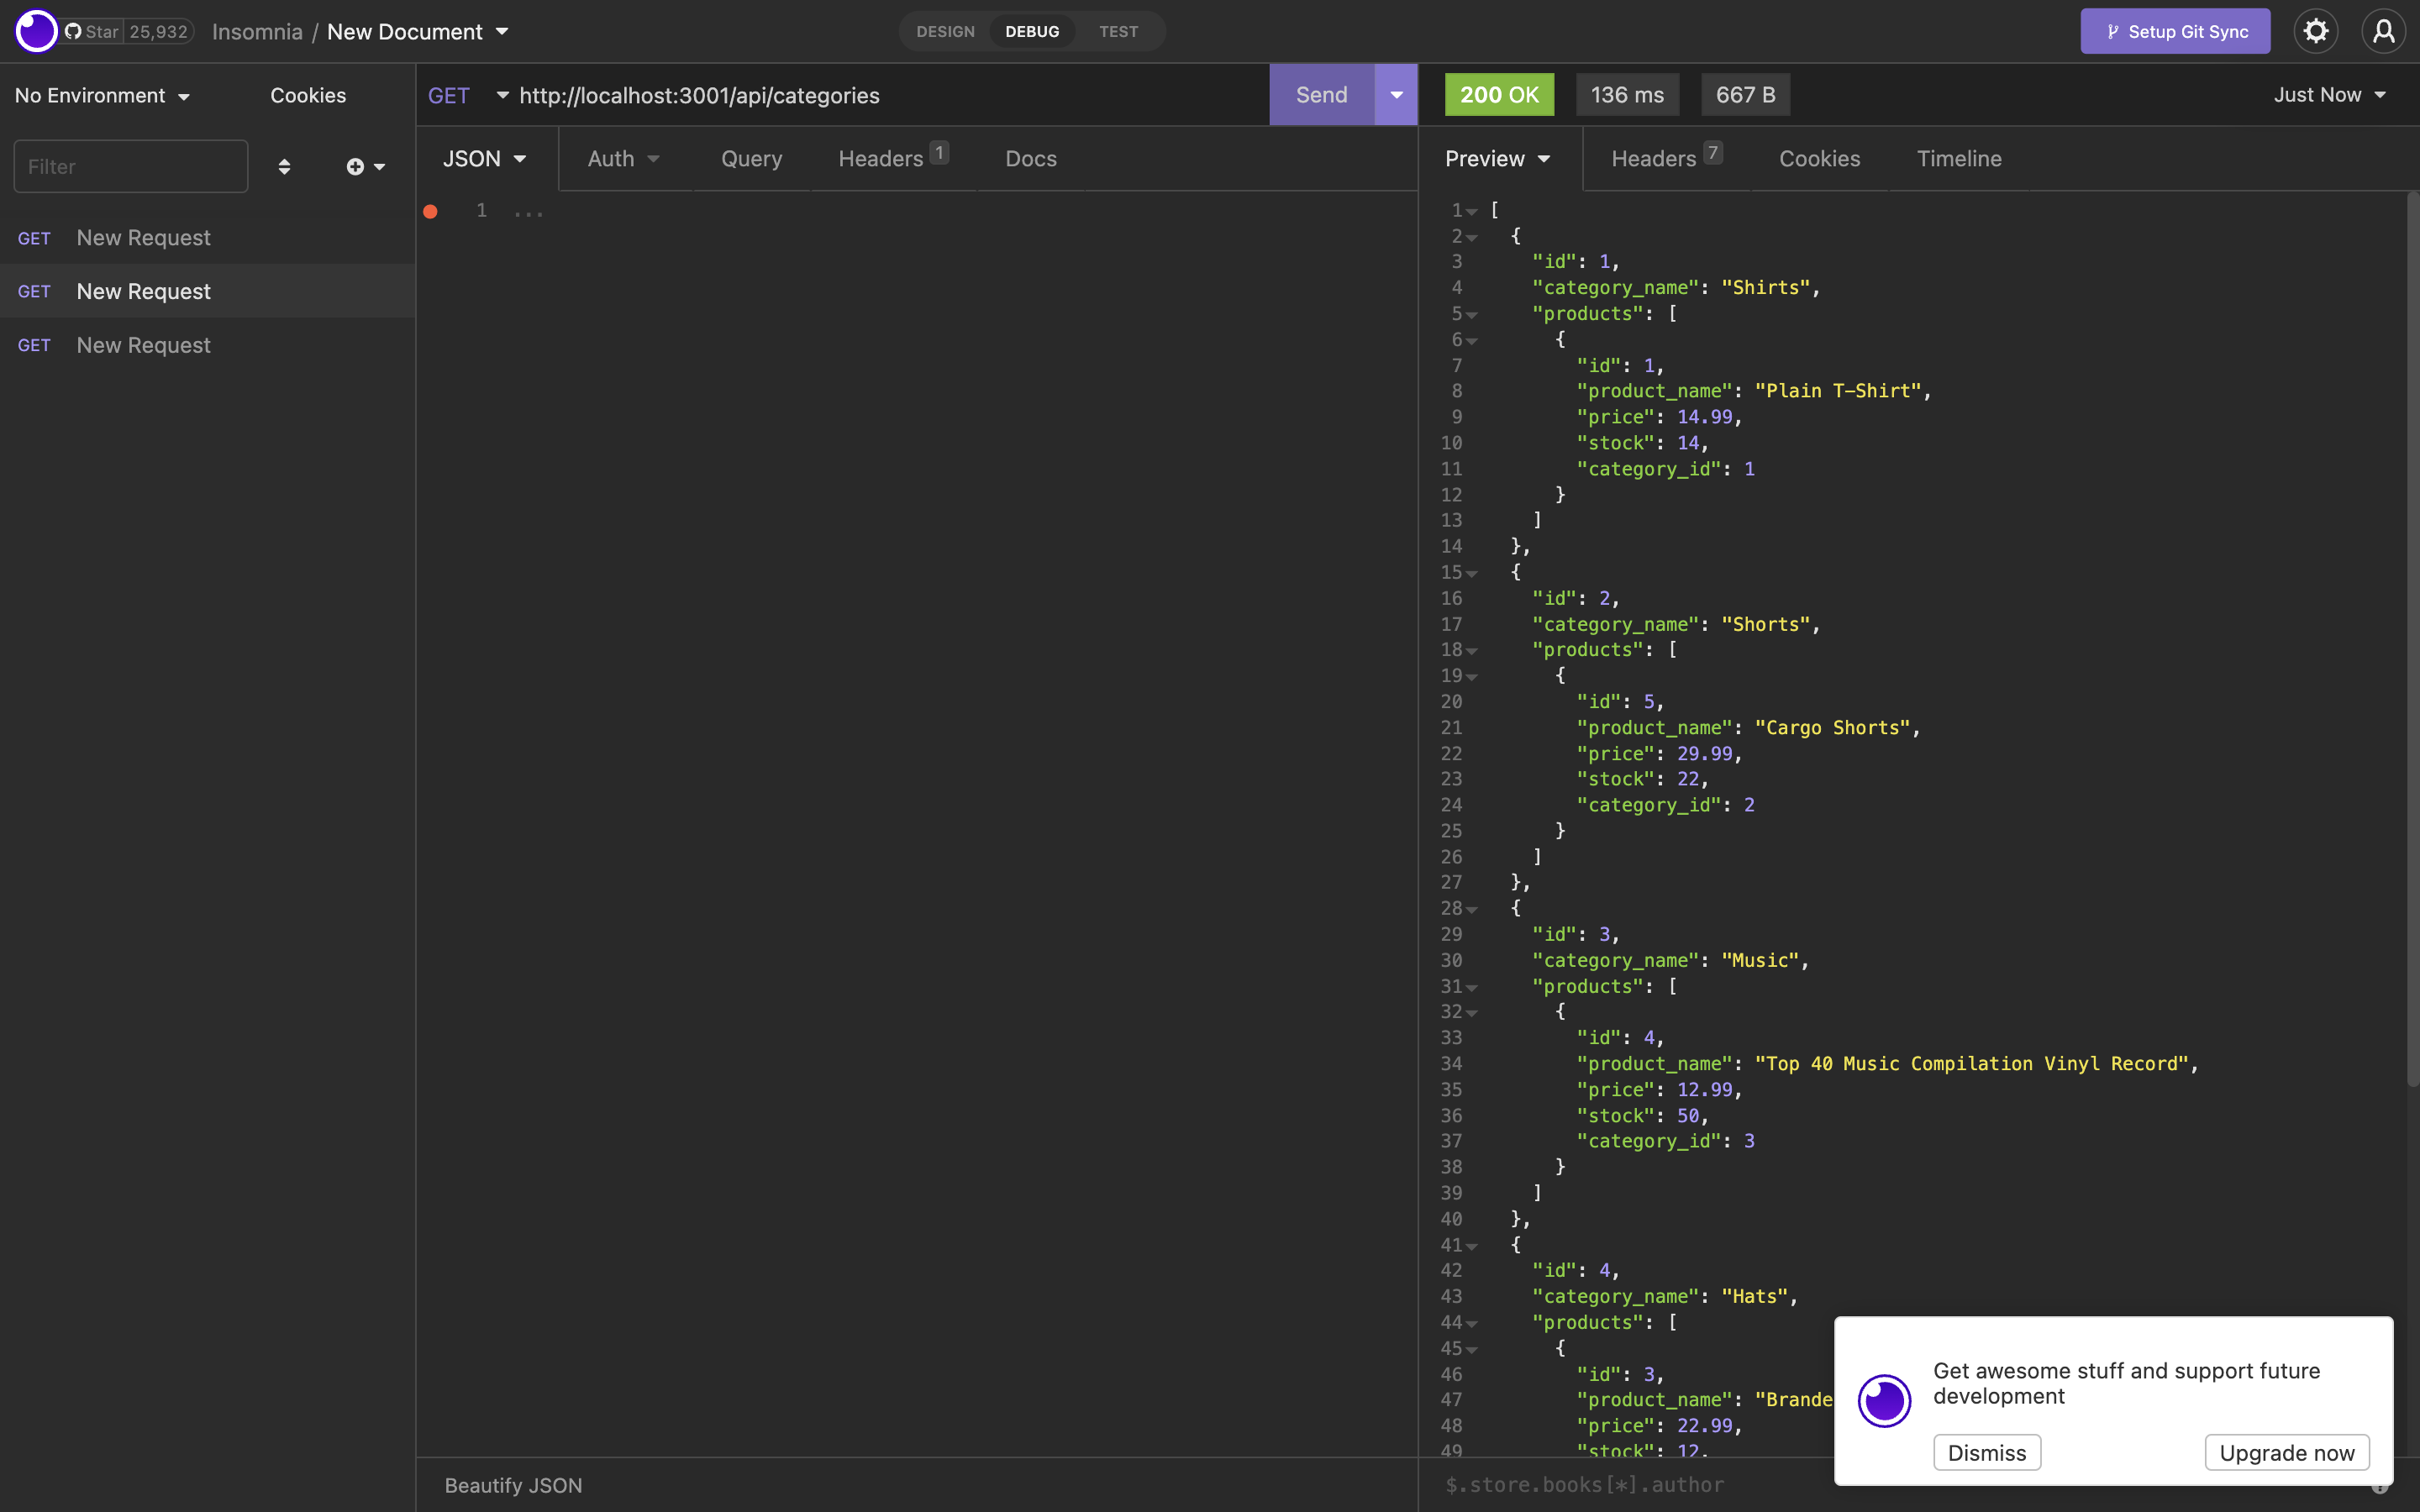 Star 25,932 Insomnia / New Document DESIGN DEBUG TEST Setup Git Sync
No Environment Cookies
Filter
GET New Request
GET New Request
GET New Request
GET http://localhost:3001/api/categories Send
JSON Auth Query Headers 1 Docs
1 ...
Beautify JSON
200 OK 136 ms 667 B Just Now
Preview Headers 7 Cookies Timeline
1 [
2 {
3 "id": 1,
4 "category_name": "Shirts",
5 "products": [
6 {
7 "id": 1,
8 "product_name": "Plain T-Shirt",
9 "price": 14.99,
10 "stock": 14,
11 "category_id": 1
12 }
13 ]
14 },
15 {
16 "id": 2,
17 "category_name": "Shorts",
18 "products": [
19 {
20 "id": 5,
21 "product_name": "Cargo Shorts",
22 "price": 29.99,
23 "stock": 22,
24 "category_id": 2
25 }
26 ]
27 },
28 {
29 "id": 3,
30 "category_name": "Music",
31 "products": [
32 {
33 "id": 4,
34 "product_name": "Top 40 Music Compilation Vinyl Record",
35 "price": 12.99,
36 "stock": 50,
37 "category_id": 3
38 }
39 ]
40 },
41 {
42 "id": 4,
43 "category_name": "Hats",
44 "products": [
45 {
46 "id": 3,
47 "product_name": "Brande
48 "price": 22.99,
49 "stock": 12,
$.store.books[*].author
Get awesome stuff and support future
development
Dismiss Upgrade now